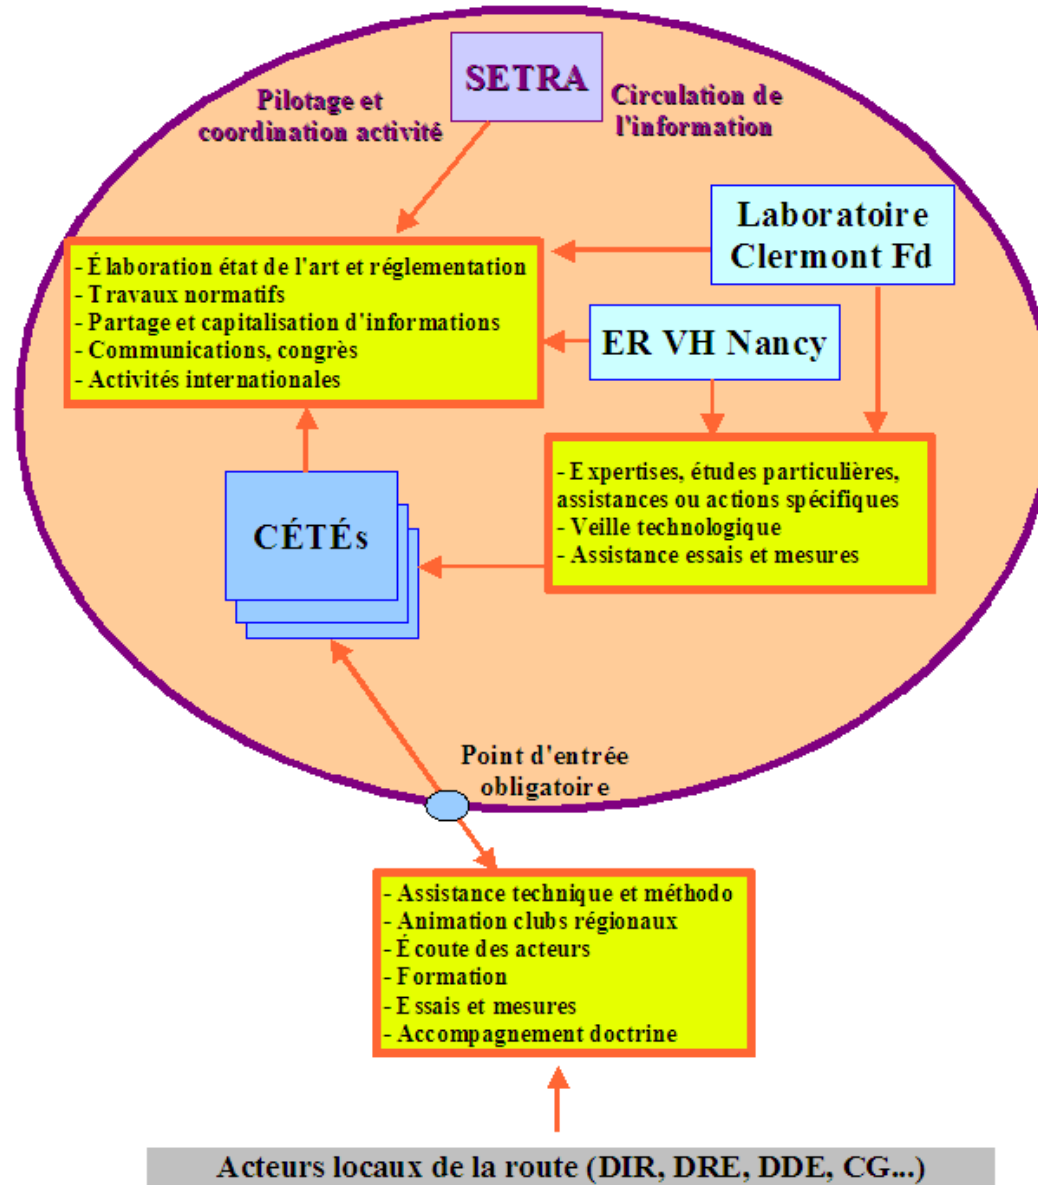 SETRA
Pilotage et
coordination activité
Circulation de
l'information
Laboratoire
Clermont Fd
- Élaboration état de l'art et réglementation
- Travaux normatifs
- Partage et capitalisation d'informations
- Communications, congrès
- Activités internationales
ER VH Nancy
- Expertises, études particulières,
assistances ou actions spécifiques
- Veille technologique
- Assistance essais et mesures
CÉTÉs
Point d'entrée
obligatoire
- Assistance technique et méthodo
- Animation clubs régionaux
- Écoute des acteurs
- Formation
- Essais et mesures
- Accompagnement doctrine
Acteurs locaux de la route (DIR, DRE, DDE, CG...)